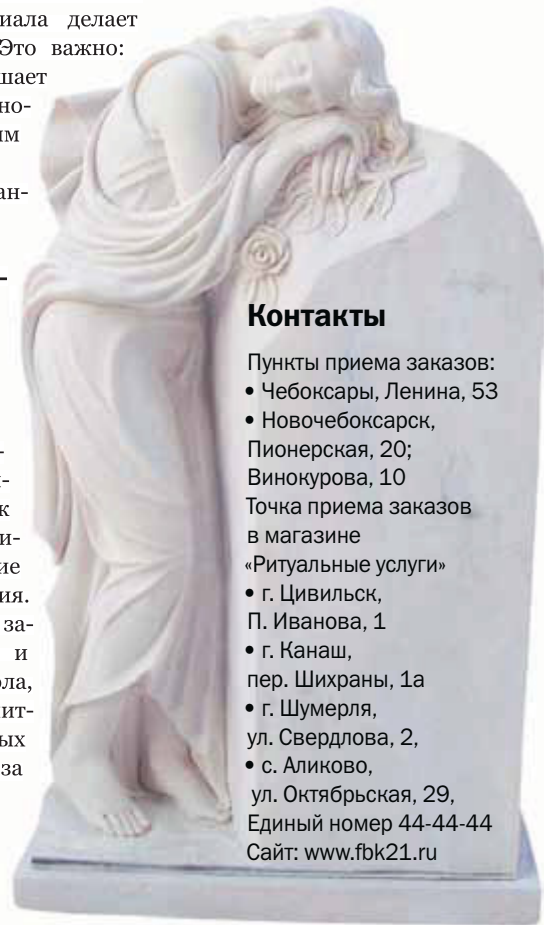 иала делает
Это важно:
шает
но-
им
ан-
-
-
к
и-
ие
ия.
за-
и
ола,
ит-
ых
за
Контакты
Пункты приема заказов:
• Чебоксары, Ленина, 53
• Новочебоксарск,
Пионерская, 20;
Винокурова, 10
Точка приема заказов
в магазине
«Ритуальные услуги»
• г. Цивильск,
П. Иванова, 1
• г. Канаш,
пер. Шихраны, 1а
• г. Шумерля,
ул. Свердлова, 2,
• с. Аликово,
ул. Октябрьская, 29,
Единый номер 44-44-44
Сайт: www.fbk21.ru